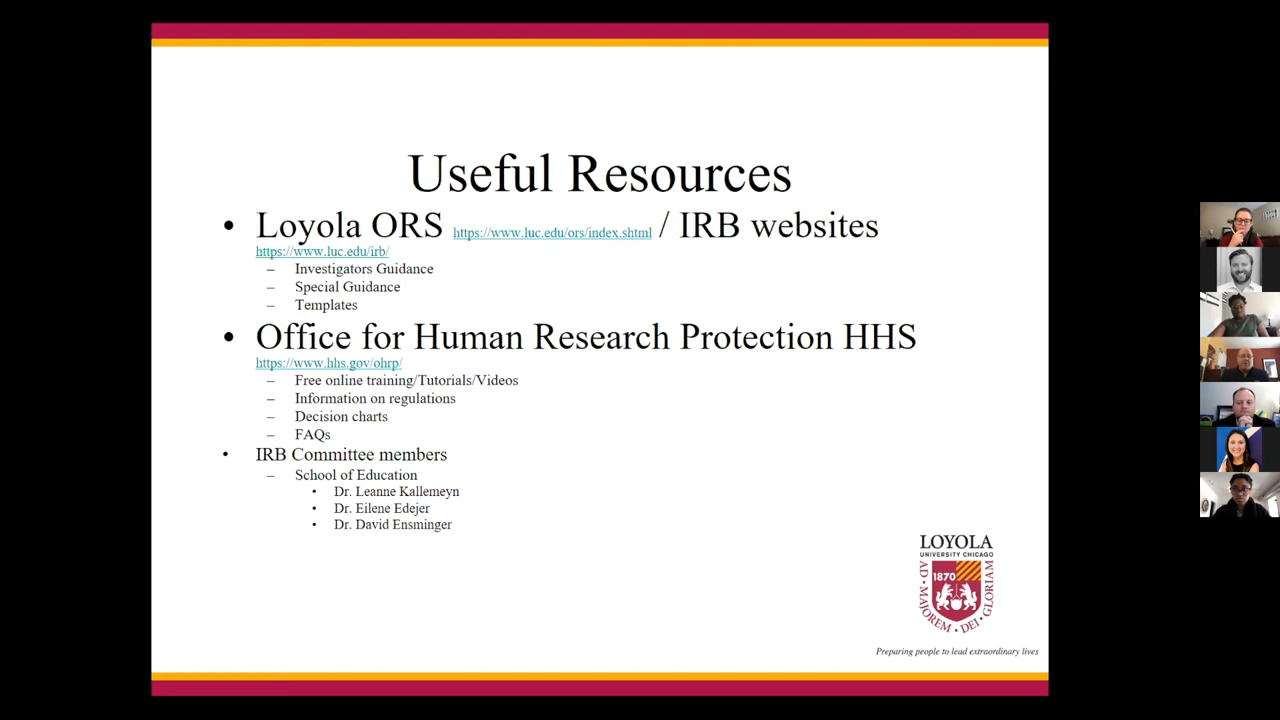 Useful Resources
• Loyola ORS https://www.luc.edu/ors/index.shtml / IRB websites
https://www.luc.edu/irb/
– Investigators Guidance
– Special Guidance
– Templates
• Office for Human Research Protection HHS
https://www.hhs.gov/ohrp/
– Free online training/Tutorials/Videos
– Information on regulations
– Decision charts
– FAQs
• IRB Committee members
– School of Education
• Dr. Leanne Kallemeyn
• Dr. Eilene Edejer
• Dr. David Ensminger
LOYOLA
UNIVERSITY CHICAGO
1870
AD • MAJOREM • DEI • GLORIAM
Preparing people to lead extraordinary lives